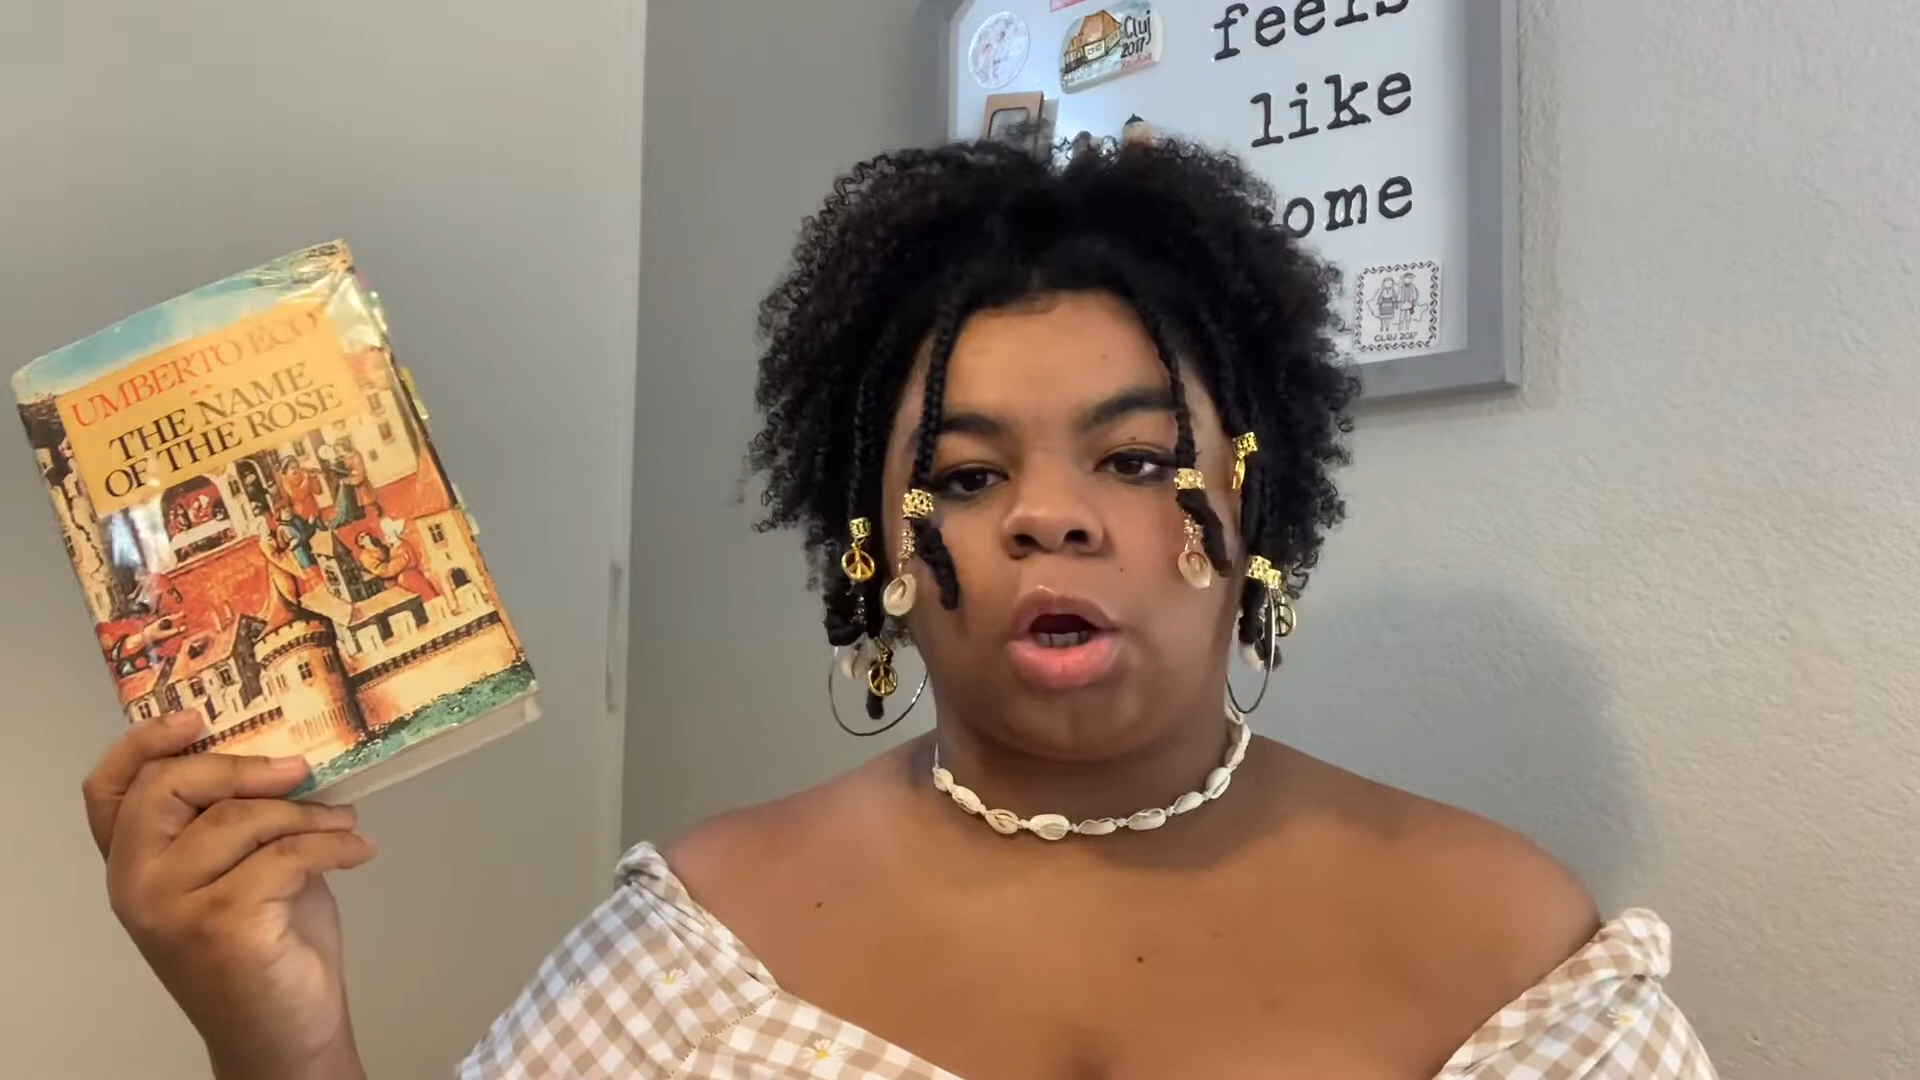 UMBERTO ECO
THE NAME
OF THE ROSE
feels
like
ome
Cluj
2017
CLUJ 2017